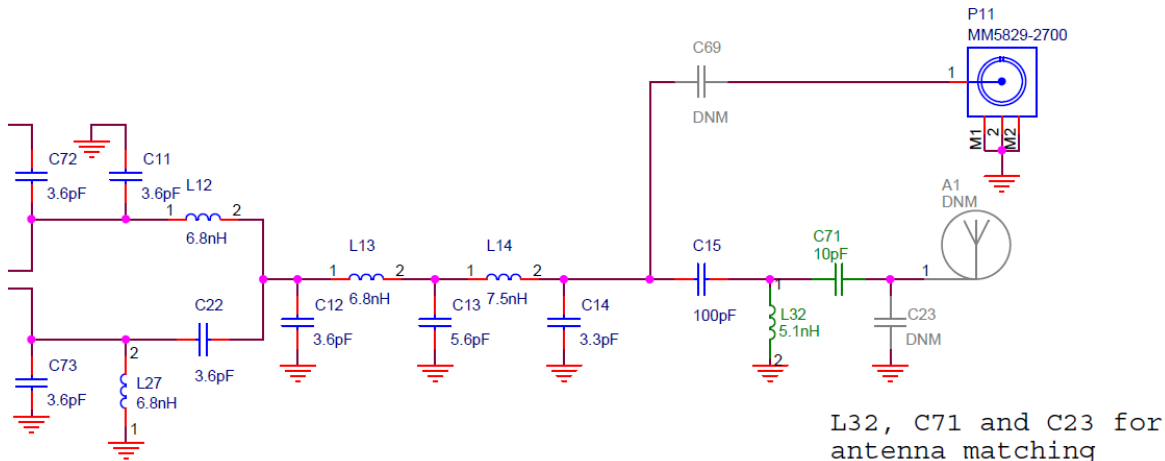 P11
MM5829-2700
C69
1
DNM
M1
2
M2
C72
3.6pF
C11
3.6pF
L12
1
2
6.8nH
A1
DNM
L13
1
2
6.8nH
L14
2
7.5nH
C15
100pF
C71
10pF
1
C22
3.6pF
C12
3.6pF
C13
5.6pF
C14
3.3pF
1
L32
5.1nH
2
C23
DNM
C73
3.6pF
2
L27
6.8nH
1
L32, C71 and C23 for
antenna matching